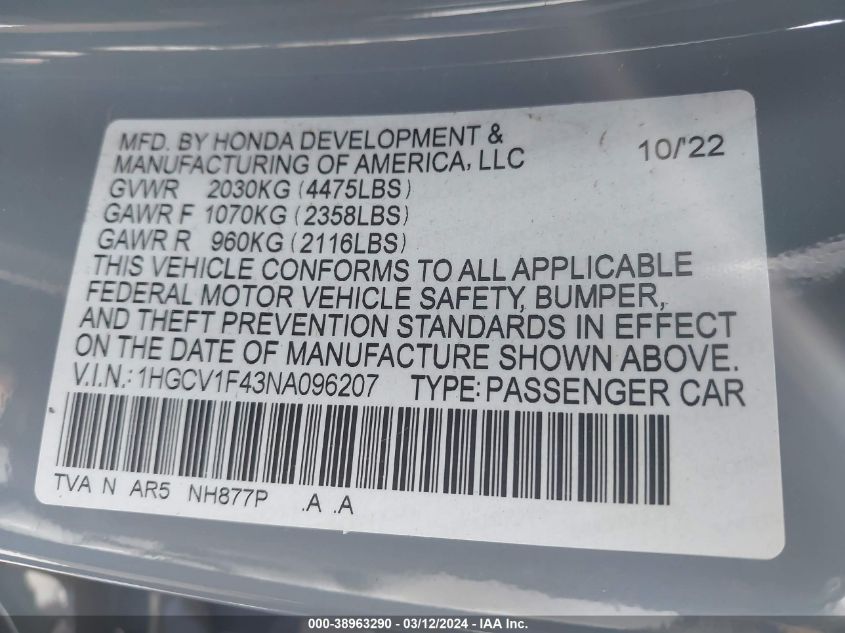 MFD. BY HONDA DEVELOPMENT &
MANUFACTURING OF AMERICA, LLC 10/'22
GVWR 2030KG (4475LBS)
GAWR F 1070KG (2358LBS)
GAWR R 960KG (2116LBS)
THIS VEHICLE CONFORMS TO ALL APPLICABLE
FEDERAL MOTOR VEHICLE SAFETY, BUMPER,
AND THEFT PREVENTION STANDARDS IN EFFECT
ON THE DATE OF MANUFACTURE SHOWN ABOVE.
V.I.N.: 1HGCV1F43NA096207 TYPE: PASSENGER CAR
TVA N AR5 NH877P .A .A
000-38963290 - 03/12/2024 - IAA Inc.